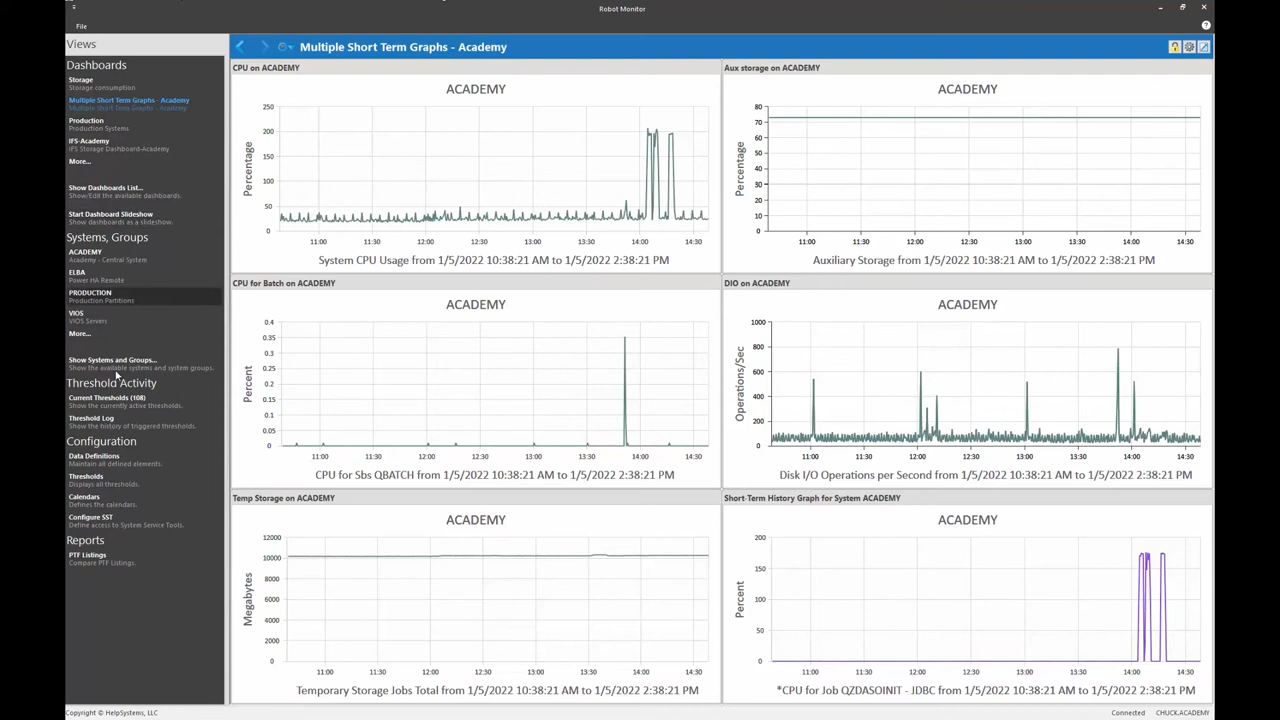 Robot Monitor
File
Views
Dashboards
Storage
Storage consumption
Multiple Short Term Graphs - Academy
Multiple Short Term Graphs - Academy
Production
Production Systems
IFS-Academy
IFS Storage Dashboard-Academy
More...
Show Dashboards List...
Show/Edit the available dashboards.
Start Dashboard Slideshow
Show dashboards as a slideshow.
Systems, Groups
ACADEMY
Academy - Central System
ELBA
Power HA Remote
PRODUCTION
Production Partitions
VIOS
VIOS Servers
More...
Show Systems and Groups...
Show the available systems and system groups.
Threshold Activity
Current Thresholds (108)
Show the currently active thresholds.
Threshold Log
Show the history of triggered thresholds.
Configuration
Data Definitions
Maintain all defined elements.
Thresholds
Displays all thresholds.
Calendars
Defines the calendars.
Configure SST
Define access to System Service Tools.
Reports
PTF Listings
Compare PTF Listings.
Multiple Short Term Graphs - Academy
CPU on ACADEMY
ACADEMY
Percentage
250
200
150
100
50
0
11:00 11:30 12:00 12:30 13:00 13:30 14:00 14:30
System CPU Usage from 1/5/2022 10:38:21 AM to 1/5/2022 2:38:21 PM
Aux storage on ACADEMY
ACADEMY
Percentage
80
70
60
50
40
30
20
10
0
11:00 11:30 12:00 12:30 13:00 13:30 14:00 14:30
Auxiliary Storage from 1/5/2022 10:38:21 AM to 1/5/2022 2:38:21 PM
CPU for Batch on ACADEMY
ACADEMY
Percent
0.4
0.35
0.3
0.25
0.2
0.15
0.1
0.05
0
11:00 11:30 12:00 12:30 13:00 13:30 14:00 14:30
CPU for Sbs QBATCH from 1/5/2022 10:38:21 AM to 1/5/2022 2:38:21 PM
DIO on ACADEMY
ACADEMY
Operations/Sec
1000
800
600
400
200
0
11:00 11:30 12:00 12:30 13:00 13:30 14:00 14:30
Disk I/O Operations per Second from 1/5/2022 10:38:21 AM to 1/5/2022 2:38:21 PM
Temp Storage on ACADEMY
ACADEMY
Megabytes
12000
10000
8000
6000
4000
2000
0
11:00 11:30 12:00 12:30 13:00 13:30 14:00 14:30
Temporary Storage Jobs Total from 1/5/2022 10:38:21 AM to 1/5/2022 2:38:21 PM
Short-Term History Graph for System ACADEMY
ACADEMY
Percent
200
150
100
50
0
11:00 11:30 12:00 12:30 13:00 13:30 14:00 14:30
*CPU for Job QZDASOINIT - JDBC from 1/5/2022 10:38:21 AM to 1/5/2022 2:38:21 PM
Copyright © HelpSystems, LLC
Connected CHUCK.ACADEMY